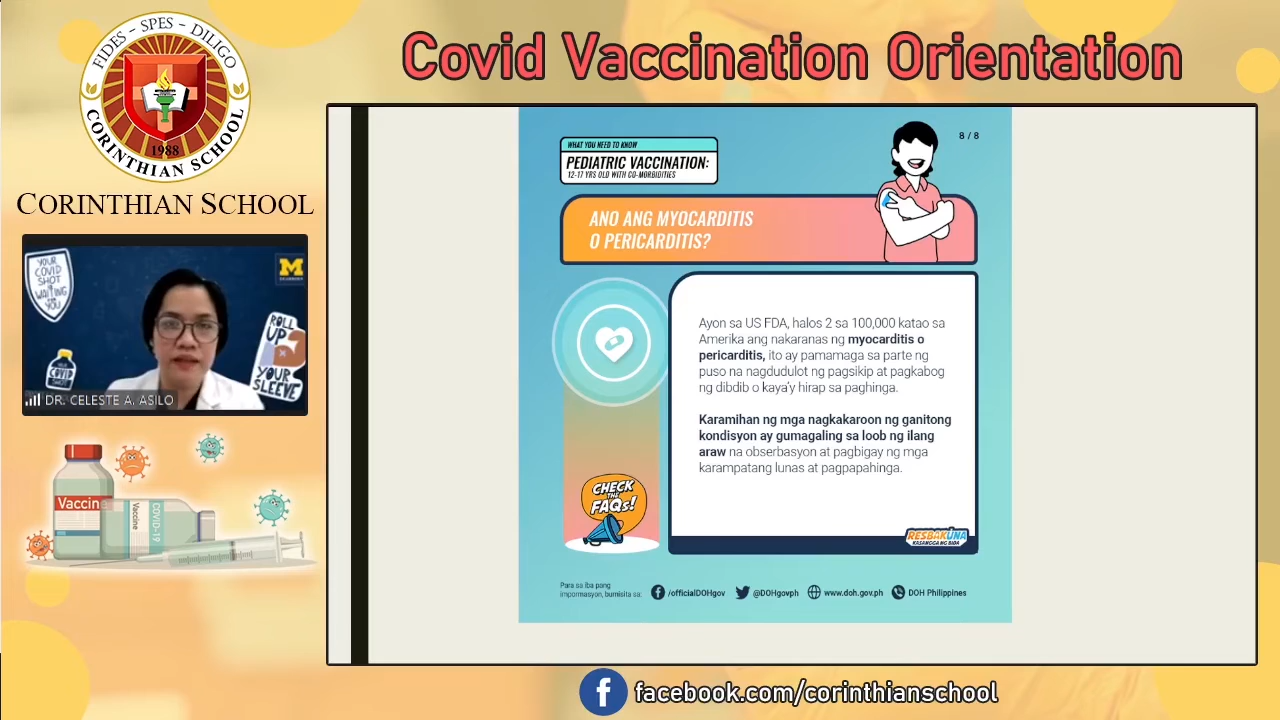 Covid Vaccination Orientation
FIDES - SPES - DILIGO
1988
CORINTHIAN SCHOOL
CORINTHIAN SCHOOL
YOUR
COVID
SHOT
IS
WAITING
YOU
M
ROLL
UP
YOUR
SLEEVE
COVID
SHOT
DR. CELESTE A. ASILO
Vaccine
Vaccine
COVID-19
8 / 8
WHAT YOU NEED TO KNOW
PEDIATRIC VACCINATION:
12-17 YRS OLD WITH CO-MORBIDITIES
ANO ANG MYOCARDITIS
O PERICARDITIS?
Ayon sa US FDA, halos 2 sa 100,000 katao sa
Amerika ang nakaranas ng myocarditis o
pericarditis, ito ay pamamaga sa parte ng
puso na nagdudulot ng pagsikip at pagkabog
ng dibdib o kaya'y hirap sa paghinga.
Karamihan ng mga nagkakaroon ng ganitong
kondisyon ay gumagaling sa loob ng ilang
araw na obserbasyon at pagbigay ng mga
karampatang lunas at pagpapahinga.
CHECK
THE
FAQs!
RESBAKUNA
KASANGGA NG BIDA
Para sa iba pang
impormasyon, bumisita sa:
/officialDOHgov
@DOHgovph
www.doh.gov.ph
DOH Philippines
facebook.com/corinthianschool